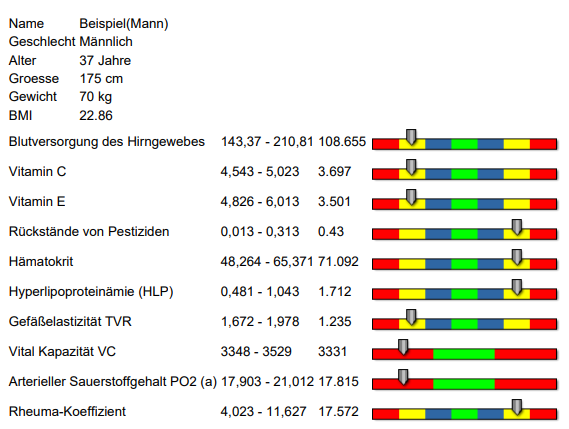 Name Beispiel(Mann)
Geschlecht Männlich
Alter 37 Jahre
Groesse 175 cm
Gewicht 70 kg
BMI 22.86
Blutversorgung des Hirngewebes 143,37 - 210,81 108.655
Vitamin C 4,543 - 5,023 3.697
Vitamin E 4,826 - 6,013 3.501
Rückstände von Pestiziden 0,013 - 0,313 0.43
Hämatokrit 48,264 - 65,371 71.092
Hyperlipoproteinämie (HLP) 0,481 - 1,043 1.712
Gefäßelastizität TVR 1,672 - 1,978 1.235
Vital Kapazität VC 3348 - 3529 3331
Arterieller Sauerstoffgehalt PO2 (a) 17,903 - 21,012 17.815
Rheuma-Koeffizient 4,023 - 11,627 17.572